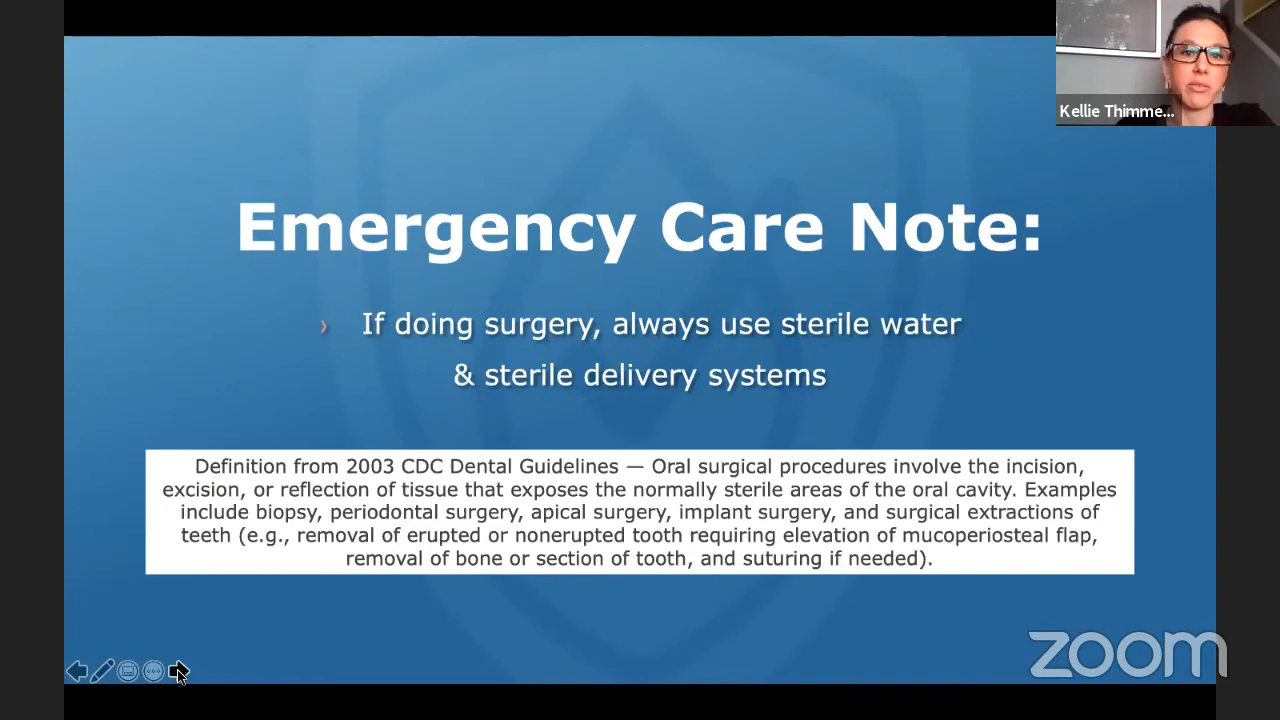 Kellie Thimme...
Emergency Care Note:
› If doing surgery, always use sterile water
& sterile delivery systems
Definition from 2003 CDC Dental Guidelines — Oral surgical procedures involve the incision,
excision, or reflection of tissue that exposes the normally sterile areas of the oral cavity. Examples
include biopsy, periodontal surgery, apical surgery, implant surgery, and surgical extractions of
teeth (e.g., removal of erupted or nonerupted tooth requiring elevation of mucoperiosteal flap,
removal of bone or section of tooth, and suturing if needed).
zoom